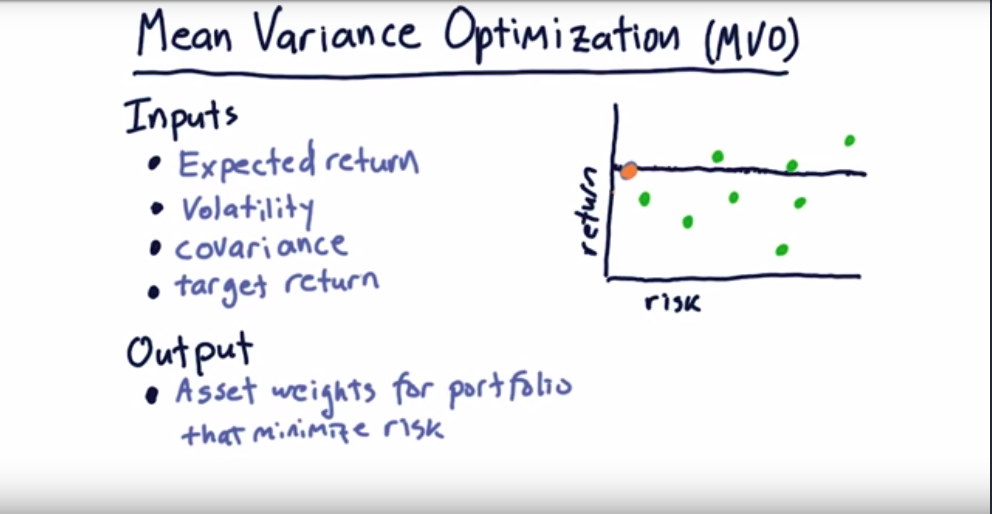 Mean Variance Optimization (MVO)
Inputs
• Expected return
• Volatility
• covariance
• target return
return
risk
Output
• Asset weights for portfolio
that minimize risk